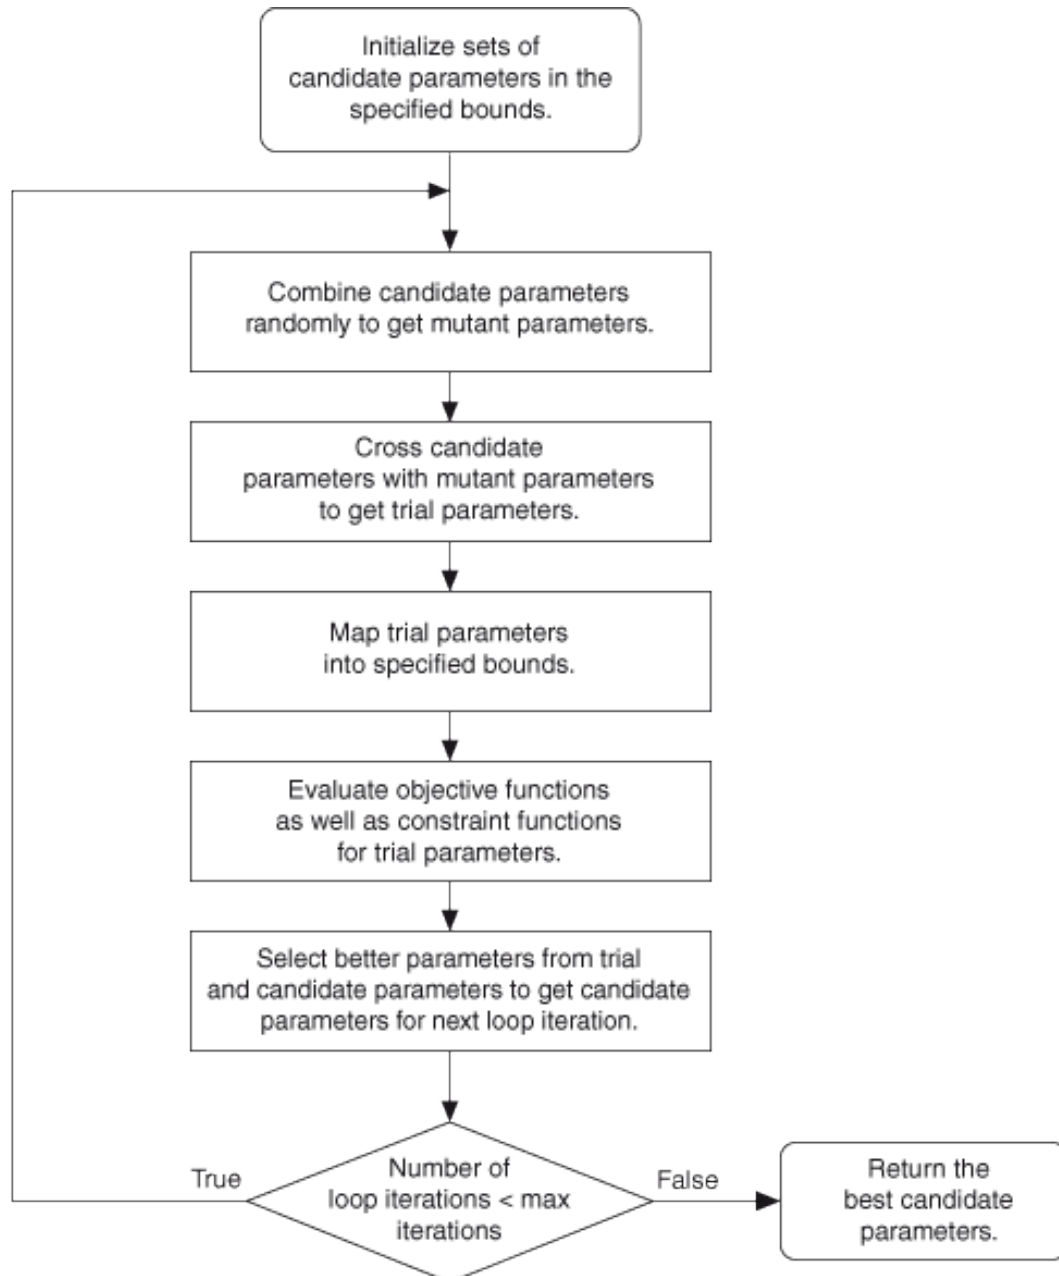 Initialize sets of
candidate parameters in the
specified bounds.
Combine candidate parameters
randomly to get mutant parameters.
Cross candidate
parameters with mutant parameters
to get trial parameters.
Map trial parameters
into specified bounds.
Evaluate objective functions
as well as constraint functions
for trial parameters.
Select better parameters from trial
and candidate parameters to get candidate
parameters for next loop iteration.
True
Number of
loop iterations < max
iterations
False
Return the
best candidate
parameters.